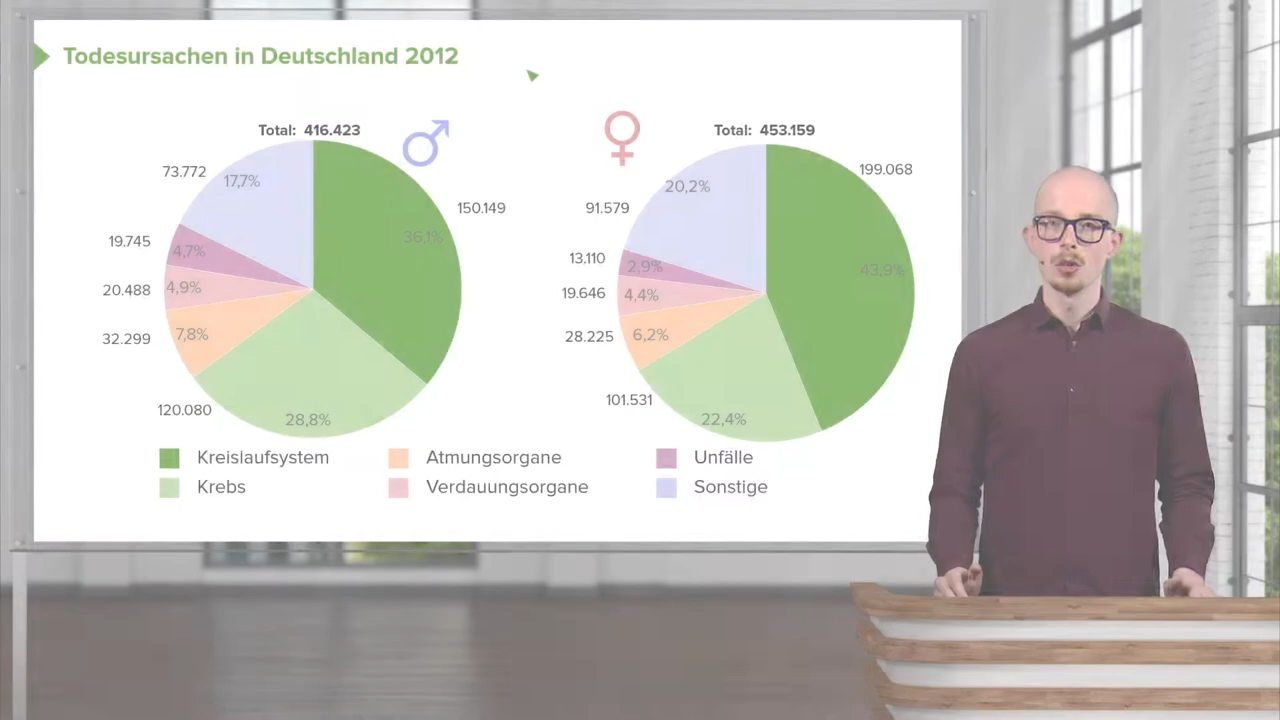 Todesursachen in Deutschland 2012
Total: 416.423
73.772
17,7%
150.149
36,1%
19.745
4,7%
20.488
4,9%
32.299
7,8%
120.080
28,8%
Total: 453.159
199.068
20,2%
91.579
13.110
2,9%
43,9%
19.646
4,4%
28.225
6,2%
101.531
22,4%
Kreislaufsystem
Atmungsorgane
Unfälle
Krebs
Verdauungsorgane
Sonstige